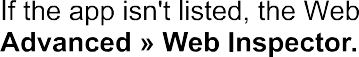 If the app isn't listed, the Web
Advanced » Web Inspector.